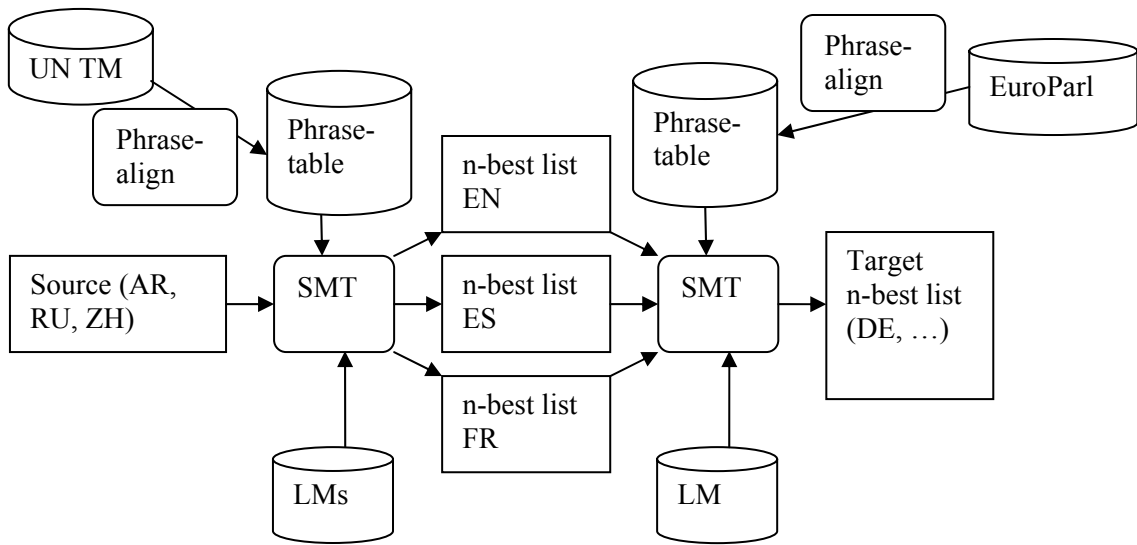 UN TM
Phrase-
align
Phrase-
table
n-best list
EN
Phrase-
table
Phrase-
align
EuroParl
Source (AR,
RU, ZH)
SMT
n-best list
ES
SMT
Target
n-best list
(DE, …)
n-best list
FR
LMs
LM